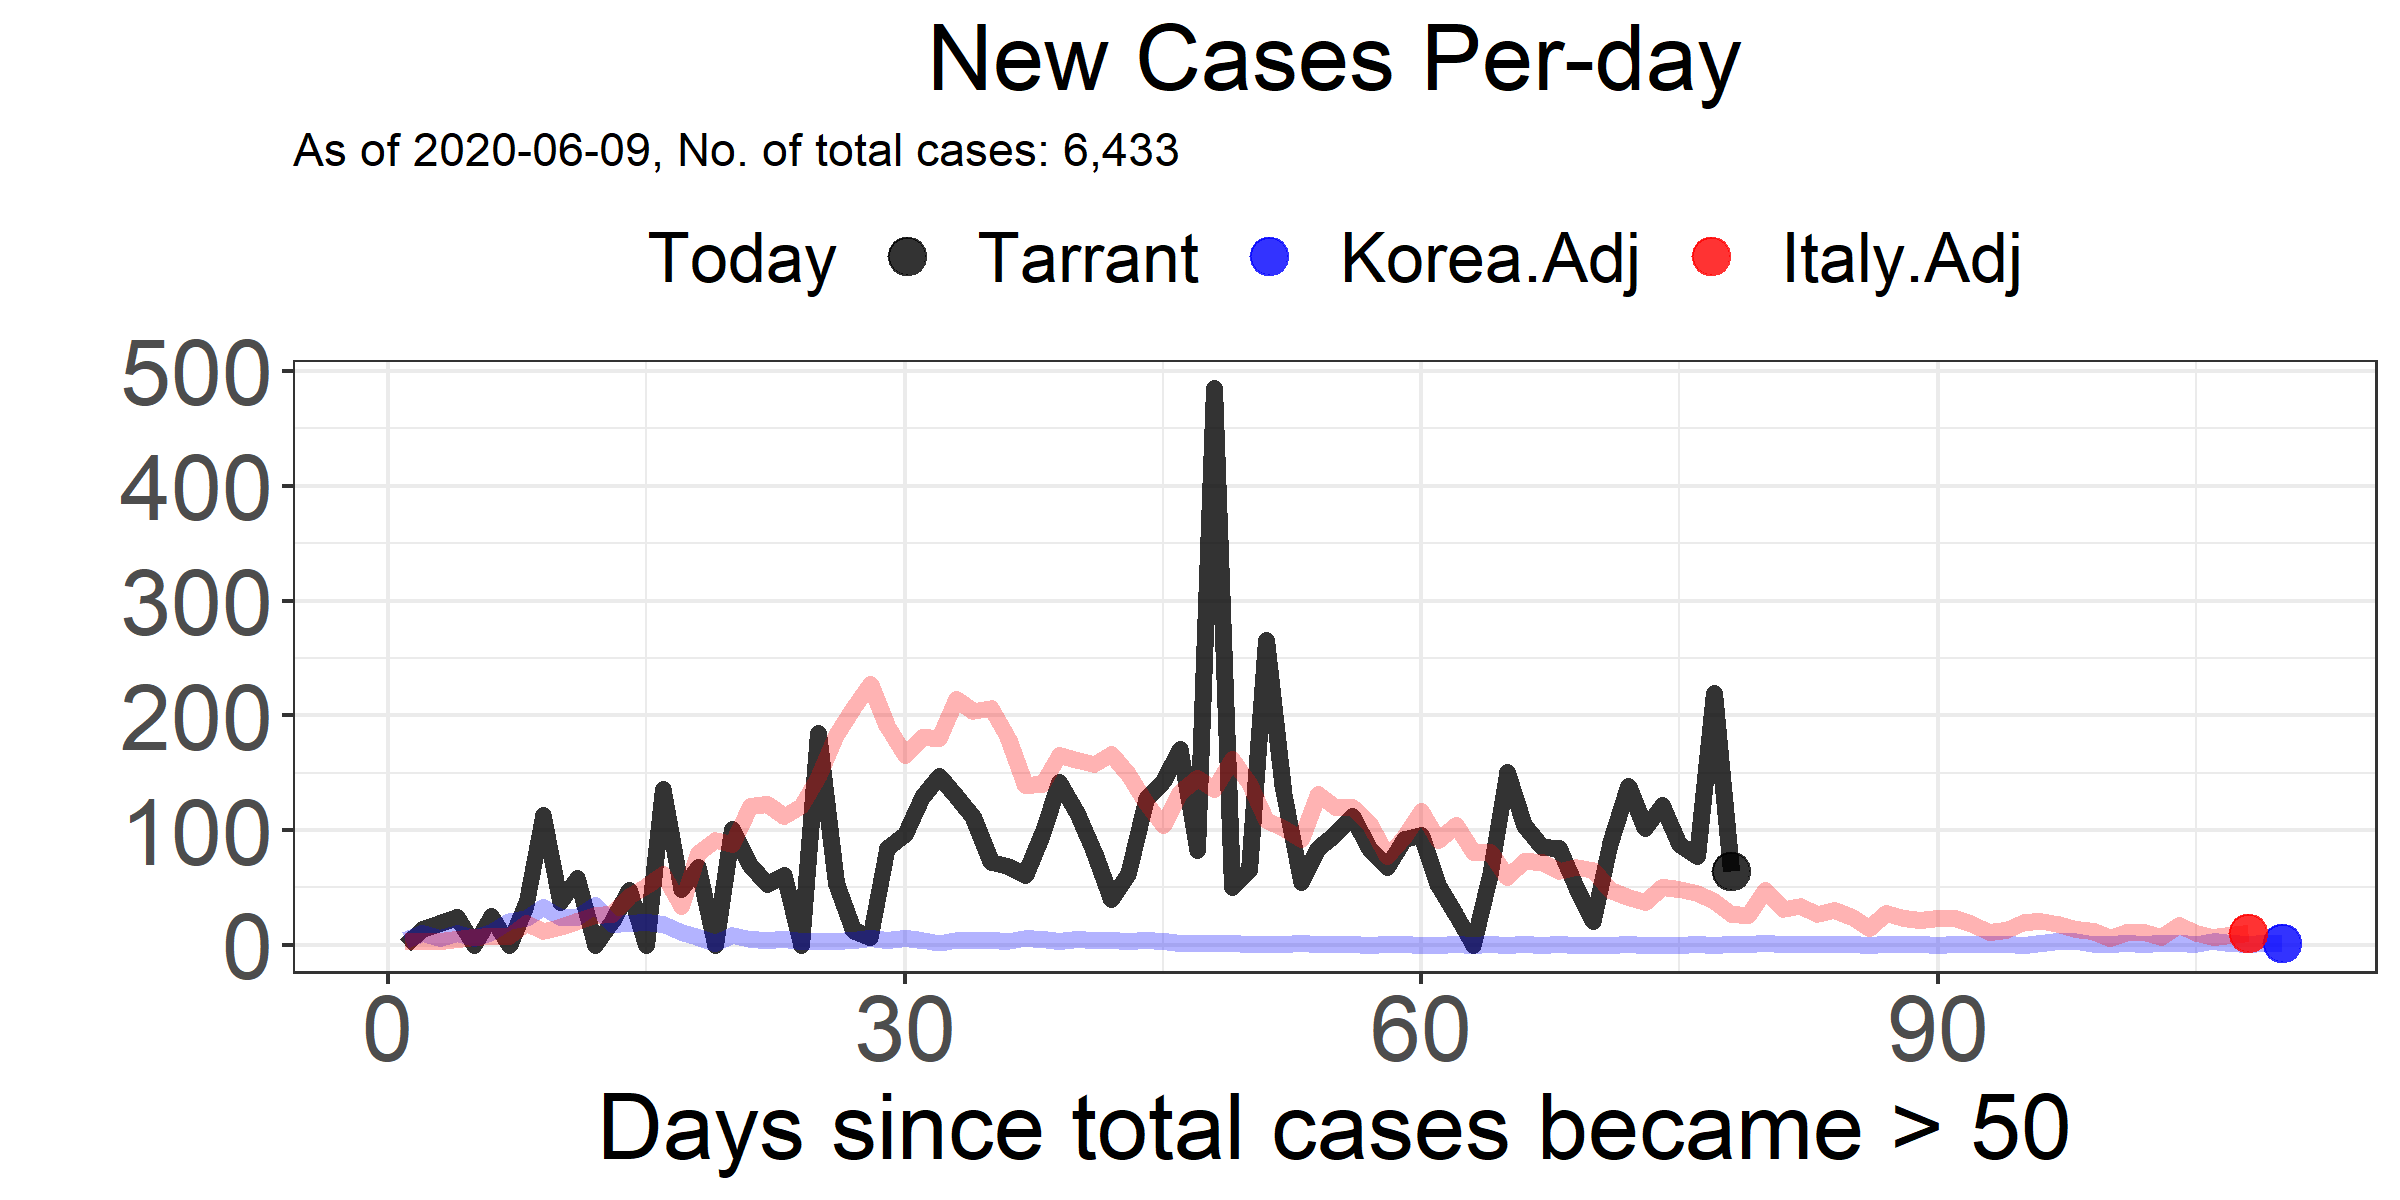 New Cases Per-day
As of 2020-06-09, No. of total cases: 6,433
Today Tarrant Korea.Adj Italy.Adj
500
400
300
200
100
0
0 30 60 90
Days since total cases became > 50